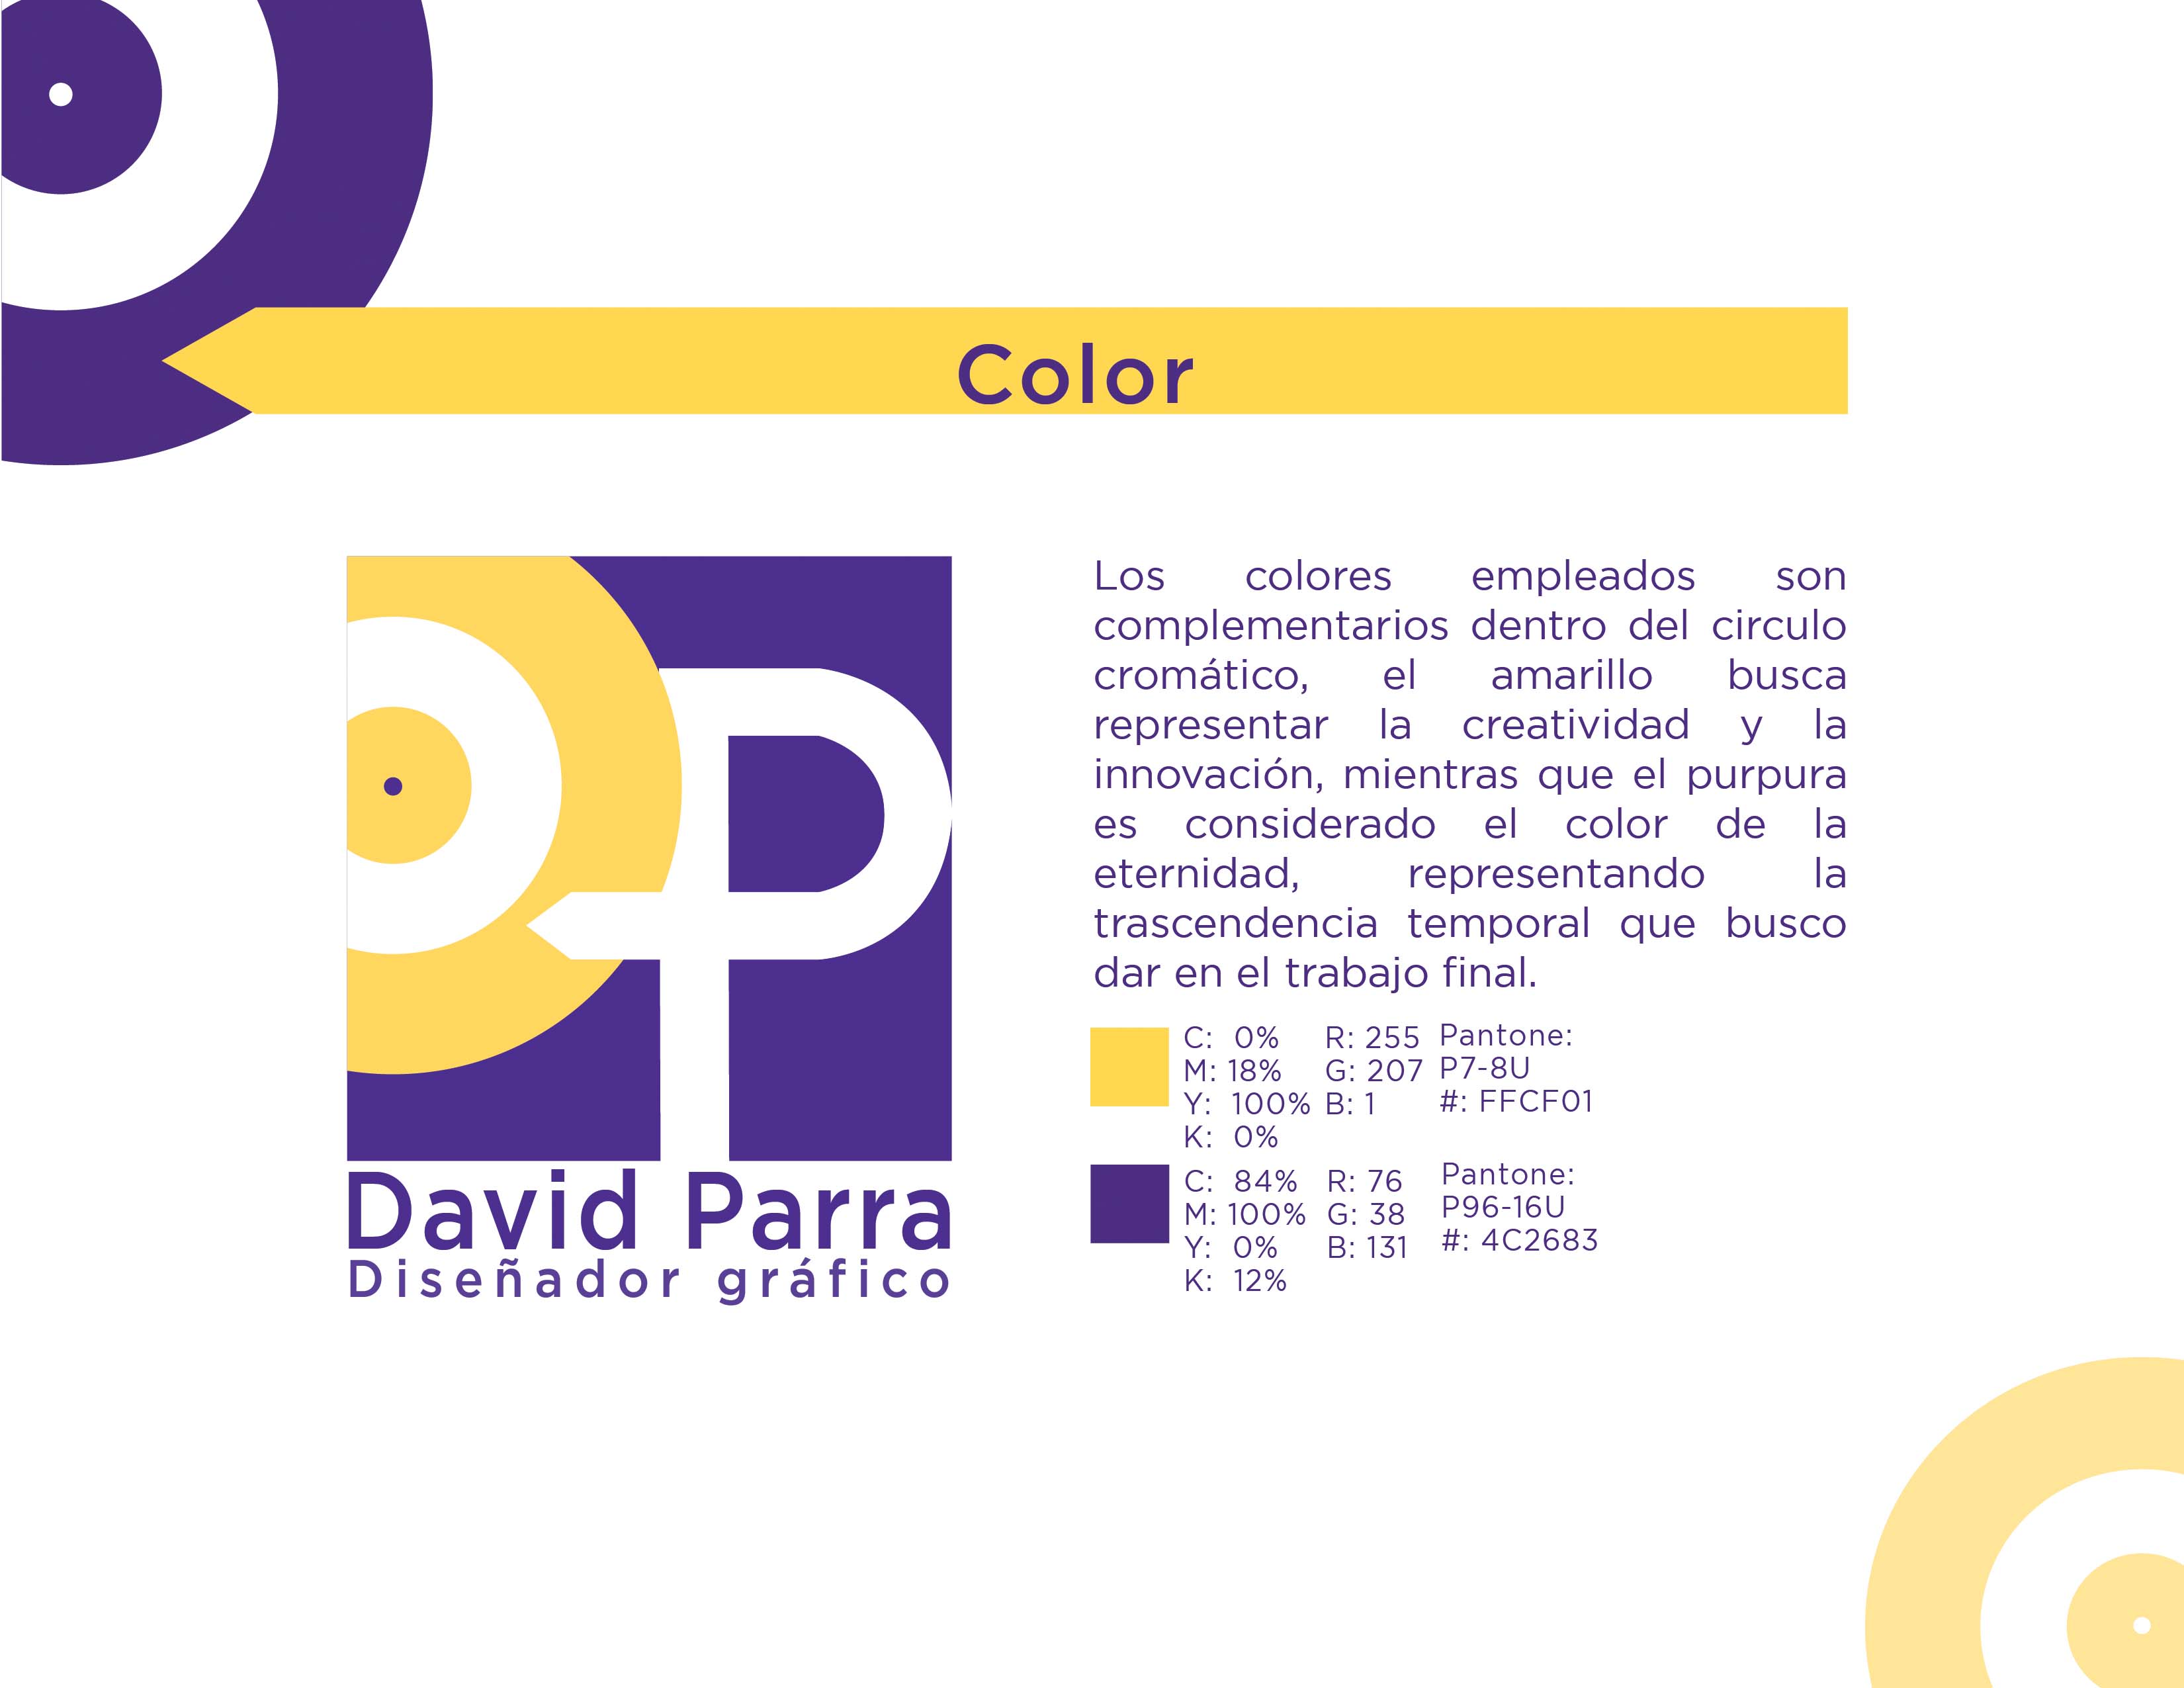 Color
David Parra
Diseñador gráfico
Los colores empleados son
complementarios dentro del circulo
cromático, el amarillo busca
representar la creatividad y la
innovación, mientras que el purpura
es considerado el color de la
eternidad, representando la
trascendencia temporal que busco
dar en el trabajo final.
C: 0% R: 255 Pantone:
M: 18% G: 207 P7-8U
Y: 100% B: 1 #: FFCF01
K: 0%
C: 84% R: 76 Pantone:
M: 100% G: 38 P96-16U
Y: 0% B: 131 #: 4C2683
K: 12%